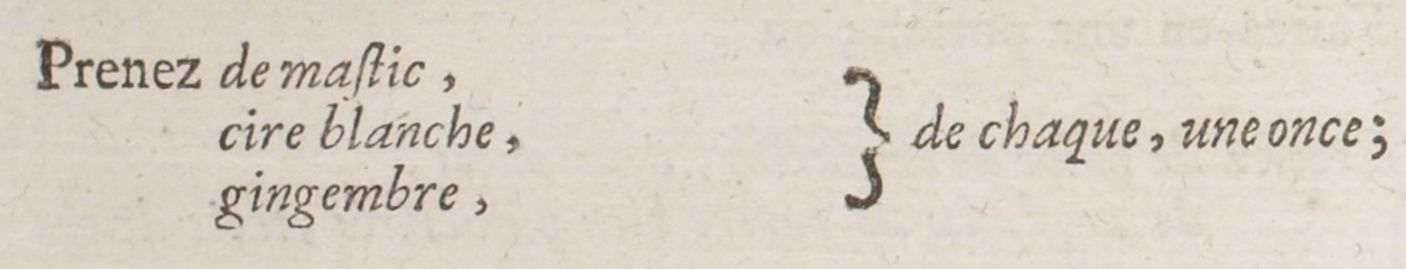 Prenez de maſtic,
cire blanche, } de chaque, une once;
gingembre,